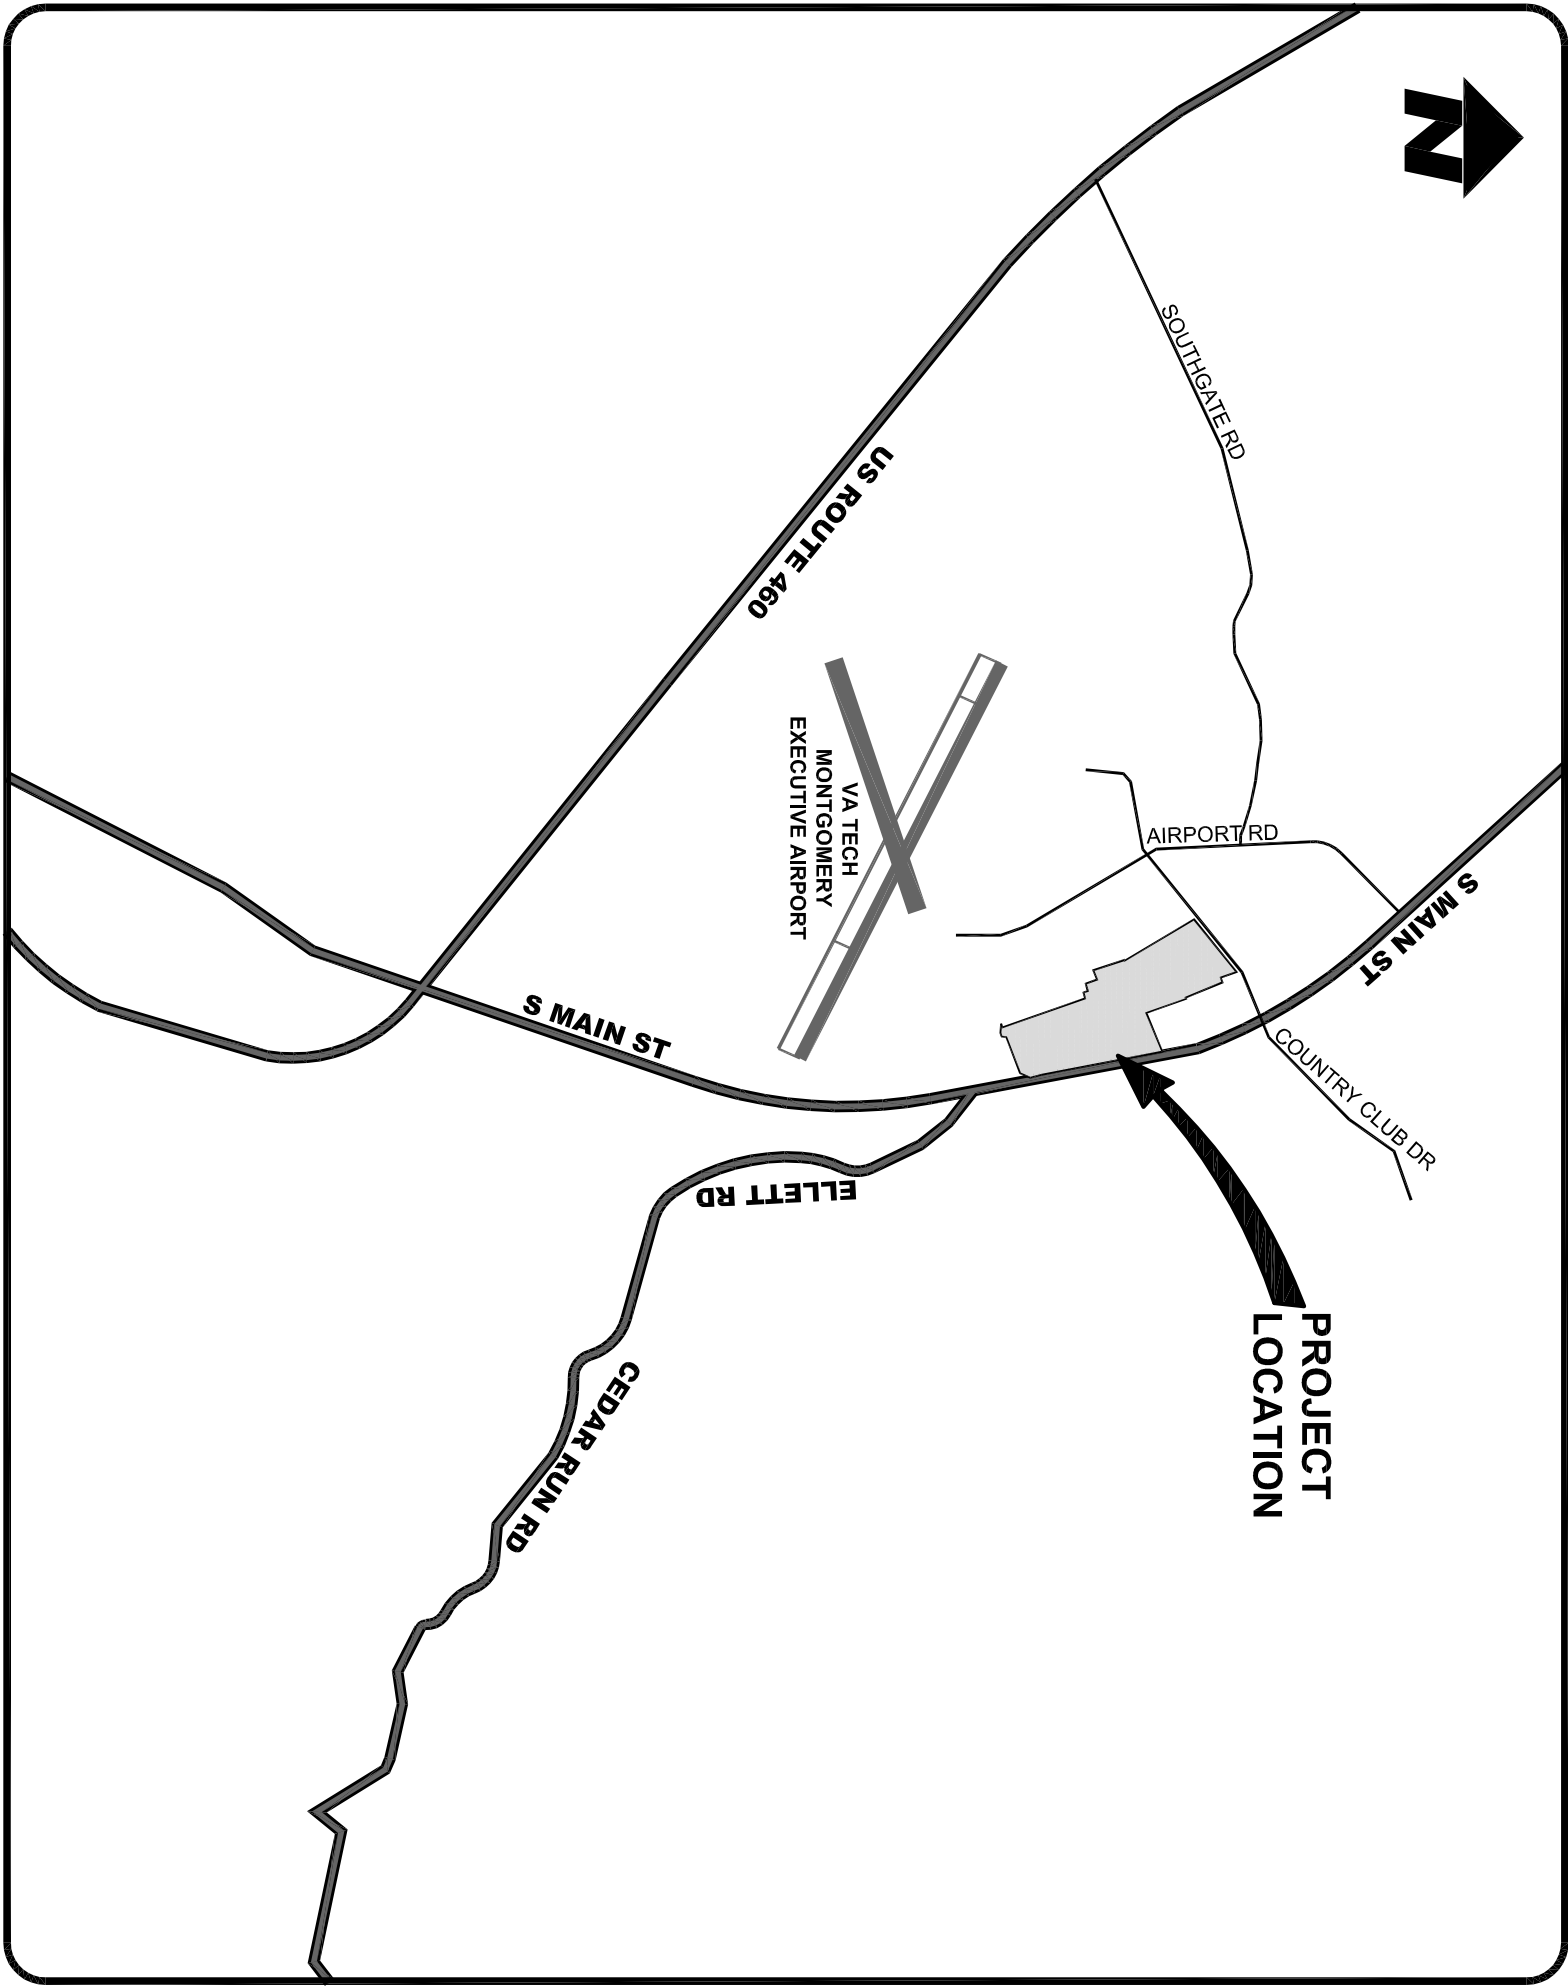 N
SOUTHGATE RD
US ROUTE 460
VA TECH
MONTGOMERY
EXECUTIVE AIRPORT
AIRPORT RD
S MAIN ST
S MAIN ST
COUNTRY CLUB DR
ELLETT RD
PROJECT
LOCATION
CEDAR RUN RD